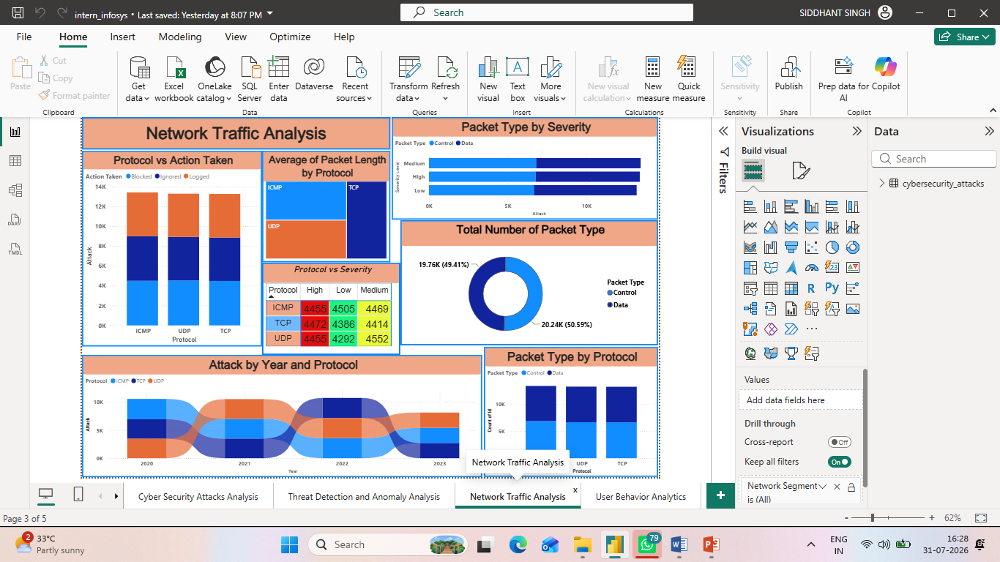 intern_infosys • Last saved: Yesterday at 8:07 PM
Search
SIDDHANT SINGH
File Home Insert Modeling View Optimize Help
Share
Paste
Cut
Copy
Format painter
Clipboard
Get data
Excel workbook
OneLake catalog
SQL Server
Enter data
Dataverse
Recent sources
Data
Transform data
Refresh
Queries
New visual
Text box
More visuals
Insert
New visual calculation
New measure
Quick measure
Calculations
Sensitivity
Sensitivity
Publish
Share
Prep data for AI
Copilot
Copilot
Network Traffic Analysis
Protocol vs Action Taken
Action Taken Blocked Ignored Logged
14K
12K
10K
8K
6K
4K
2K
0K
Attack
ICMP UDP TCP
Protocol
Average of Packet Length
by Protocol
ICMP
TCP
UDP
Protocol vs Severity
Protocol High Low Medium
ICMP 4455 4505 4469
TCP 4472 4386 4414
UDP 4455 4292 4552
Packet Type by Severity
Packet Type Control Data
Severity Level
Medium
High
Low
0K 5K 10K
Attack
Total Number of Packet Type
19.76K (49.41%)
20.24K (50.59%)
Packet Type
Control
Data
Attack by Year and Protocol
Protocol ICMP TCP UDP
10K
5K
0K
Attack
2020 2021 2022 2023
Year
Packet Type by Protocol
Packet Type Control Data
Count of Id
10K
5K
UDP TCP
Protocol
Network Traffic Analysis
Filters
Visualizations
Build visual
123
R
Py
Values
Add data fields here
Drill through
Cross-report
Off
Keep all filters
On
Network Segment
is (All)
Data
Search
cybersecurity_attacks
DAX
TMDL
Cyber Security Attacks Analysis
Threat Detection and Anomaly Analysis
Network Traffic Analysis
x
User Behavior Analytics
+
Page 3 of 5
- + 62%
2
33°C
Partly sunny
Search
79
ENG
IN
16:28
31-07-2026